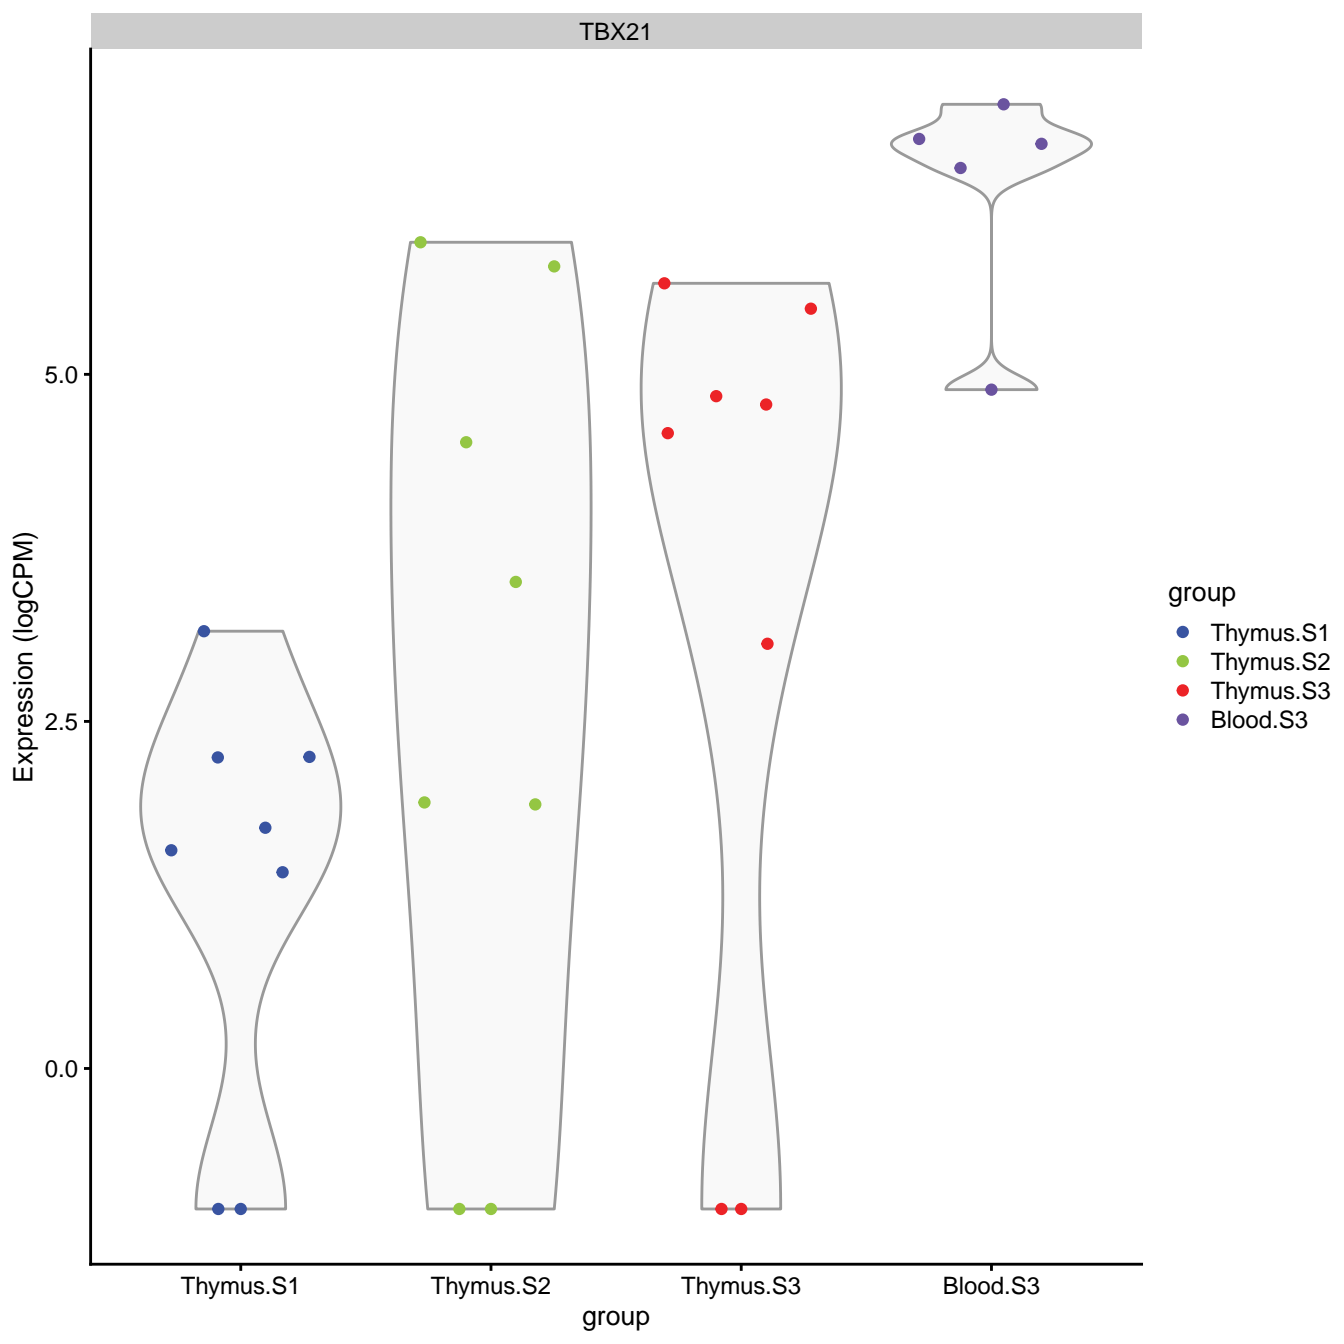 TBX21
Expression (logCPM)
5.0
2.5
0.0
Thymus.S1
Thymus.S2
Thymus.S3
Blood.S3
group
group
Thymus.S1
Thymus.S2
Thymus.S3
Blood.S3